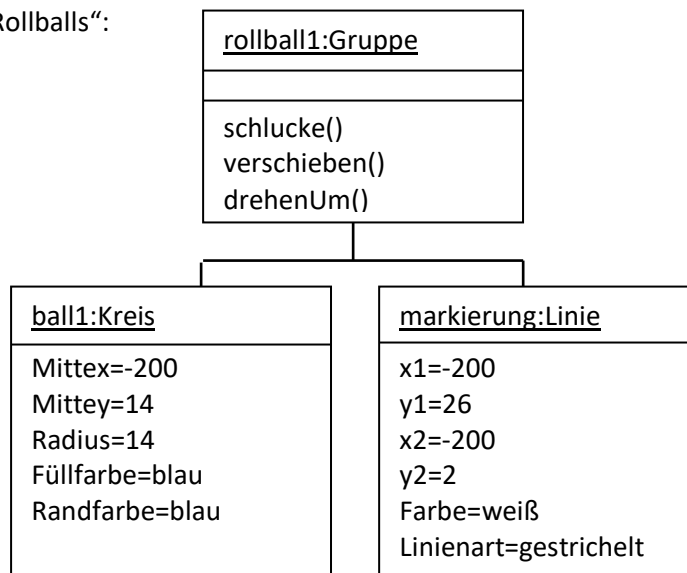 Rollballs“:
rollball1:Gruppe
schlucke()
verschieben()
drehenUm()
ball1:Kreis
Mittex=-200
Mittey=14
Radius=14
Füllfarbe=blau
Randfarbe=blau
markierung:Linie
x1=-200
y1=26
x2=-200
y2=2
Farbe=weiß
Linienart=gestrichelt